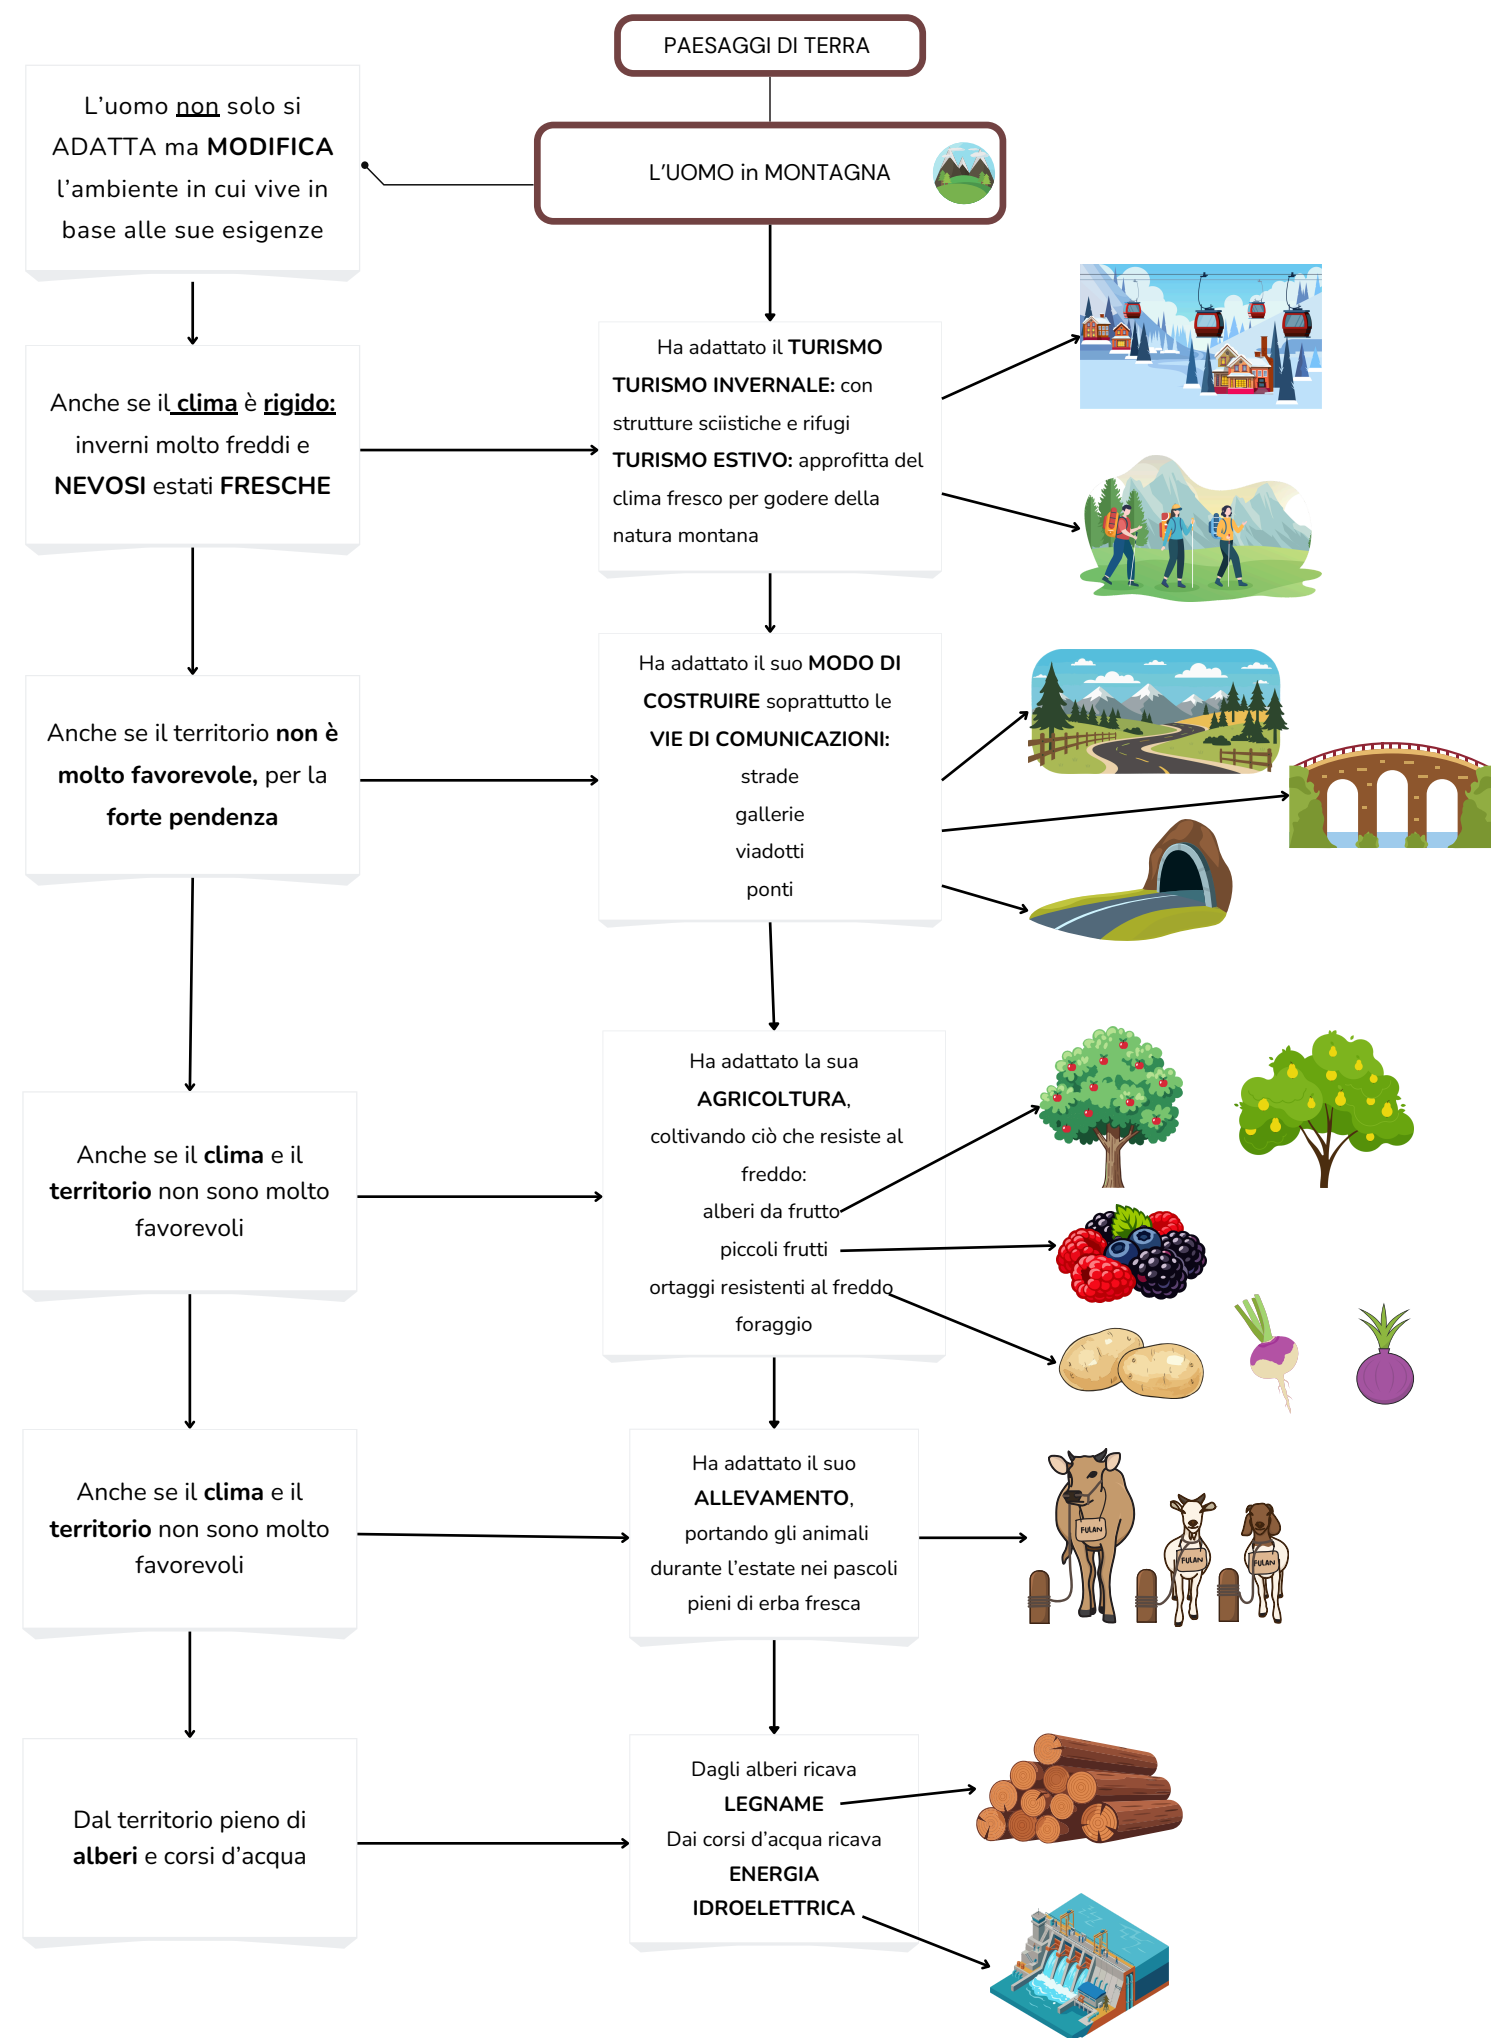 PAESAGGI DI TERRA
L'UOMO in MONTAGNA
L'uomo non solo si
ADATTA ma MODIFICA
l'ambiente in cui vive in
base alle sue esigenze
Anche se il clima è rigido:
inverni molto freddi e
NEVOSI estati FRESCHE
Ha adattato il TURISMO
TURISMO INVERNALE: con
strutture sciistiche e rifugi
TURISMO ESTIVO: approfitta del
clima fresco per godere della
natura montana
Anche se il territorio non è
molto favorevole, per la
forte pendenza
Ha adattato il suo MODO DI
COSTRUIRE soprattutto le
VIE DI COMUNICAZIONI:
strade
gallerie
viadotti
ponti
Anche se il clima e il
territorio non sono molto
favorevoli
Ha adattato la sua
AGRICOLTURA,
coltivando ciò che resiste al
freddo:
alberi da frutto
piccoli frutti
ortaggi resistenti al freddo
foraggio
Anche se il clima e il
territorio non sono molto
favorevoli
Ha adattato il suo
ALLEVAMENTO,
portando gli animali
durante l'estate nei pascoli
pieni di erba fresca
FULAN
FULAN
FULAN
Dal territorio pieno di
alberi e corsi d'acqua
Dagli alberi ricava
LEGNAME
Dai corsi d'acqua ricava
ENERGIA
IDROELETTRICA